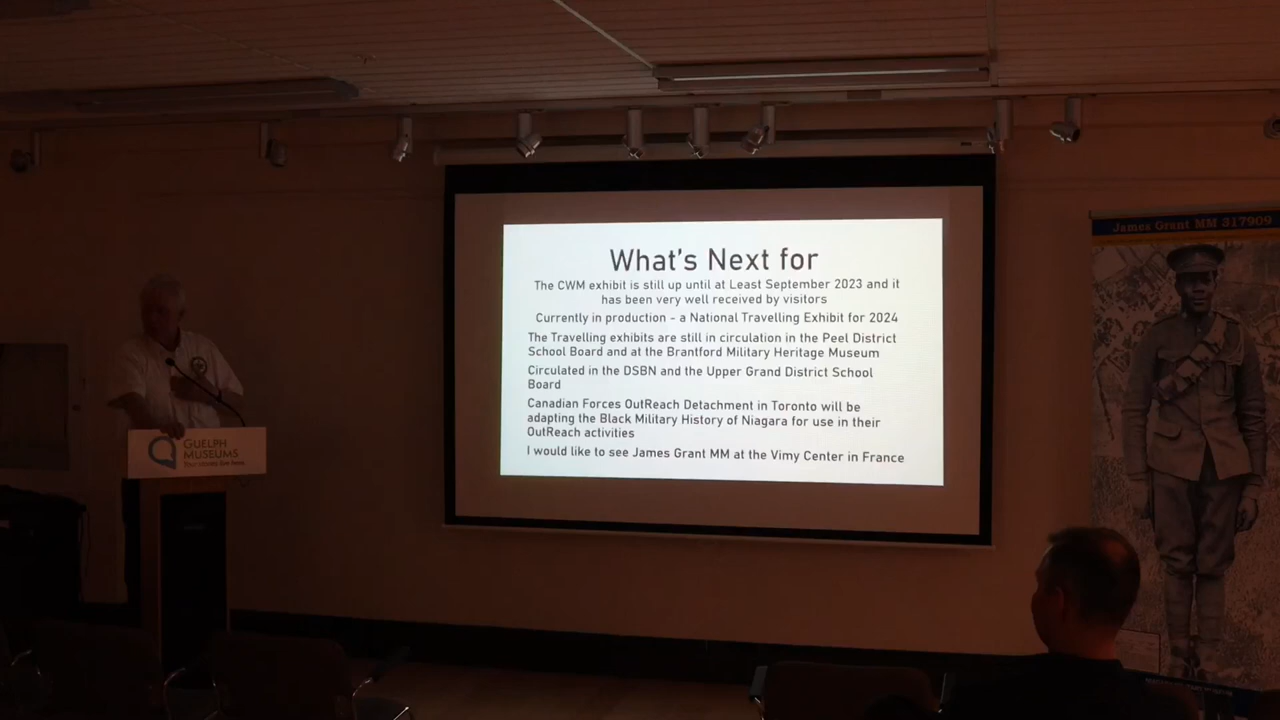 What's Next for
The CWM exhibit is still up until at Least September 2023 and it
has been very well received by visitors
Currently in production - a National Travelling Exhibit for 2024
The Travelling exhibits are still in circulation in the Peel District
School Board and at the Brantford Military Heritage Museum
Circulated in the DSBN and the Upper Grand District School
Board
Canadian Forces OutReach Detachment in Toronto will be
adapting the Black Military History of Niagara for use in their
OutReach activities
I would like to see James Grant MM at the Vimy Center in France
GUELPH
MUSEUMS
Your stories live here.
James Grant MM 317909